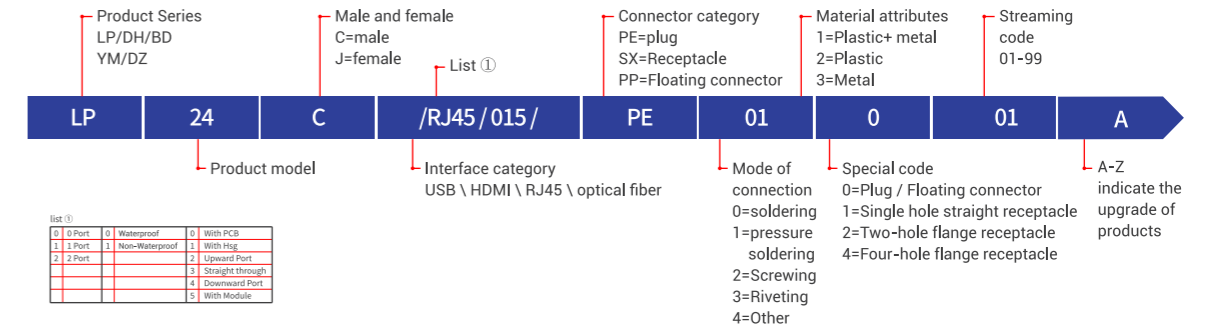 Product Series
LP/DH/BD
YM/DZ
Male and female
C=male
J=female
List ①
Connector category
PE=plug
SX=Receptacle
PP=Floating connector
Material attributes
1=Plastic+ metal
2=Plastic
3=Metal
Streaming
code
01-99
LP 24 C /RJ45 / 015 / PE 01 0 01 A
Product model
Interface category
USB \ HDMI \ RJ45 \ optical fiber
Mode of
connection
0=soldering
1=pressure
soldering
2=Screwing
3=Riveting
4=Other
Special code
0=Plug / Floating connector
1=Single hole straight receptacle
2=Two-hole flange receptacle
4=Four-hole flange receptacle
A-Z
indicate the
upgrade of
products
list ①
0 0 Port 0 Waterproof 0 With PCB
1 1 Port 1 Non-Waterproof 1 With Hsg
2 2 Port 2 Upward Port
3 Straight through
4 Downward Port
5 With Module